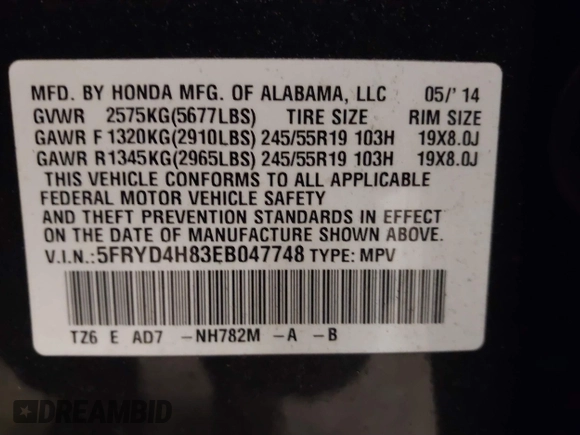 MFD. BY HONDA MFG. OF ALABAMA, LLC 05/'14
GVWR 2575KG(5677LBS) TIRE SIZE RIM SIZE
GAWR F1320KG(2910LBS) 245/55R19 103H 19X8.0J
GAWR R1345KG(2965LBS) 245/55R19 103H 19X8.0J
THIS VEHICLE CONFORMS TO ALL APPLICABLE
FEDERAL MOTOR VEHICLE SAFETY
AND THEFT PREVENTION STANDARDS IN EFFECT
ON THE DATE OF MANUFACTURE SHOWN ABOVE.
V.I.N.:5FRYD4H83EB047748 TYPE: MPV
TZ6 E AD7 -NH782M -A -B
DREAMBID